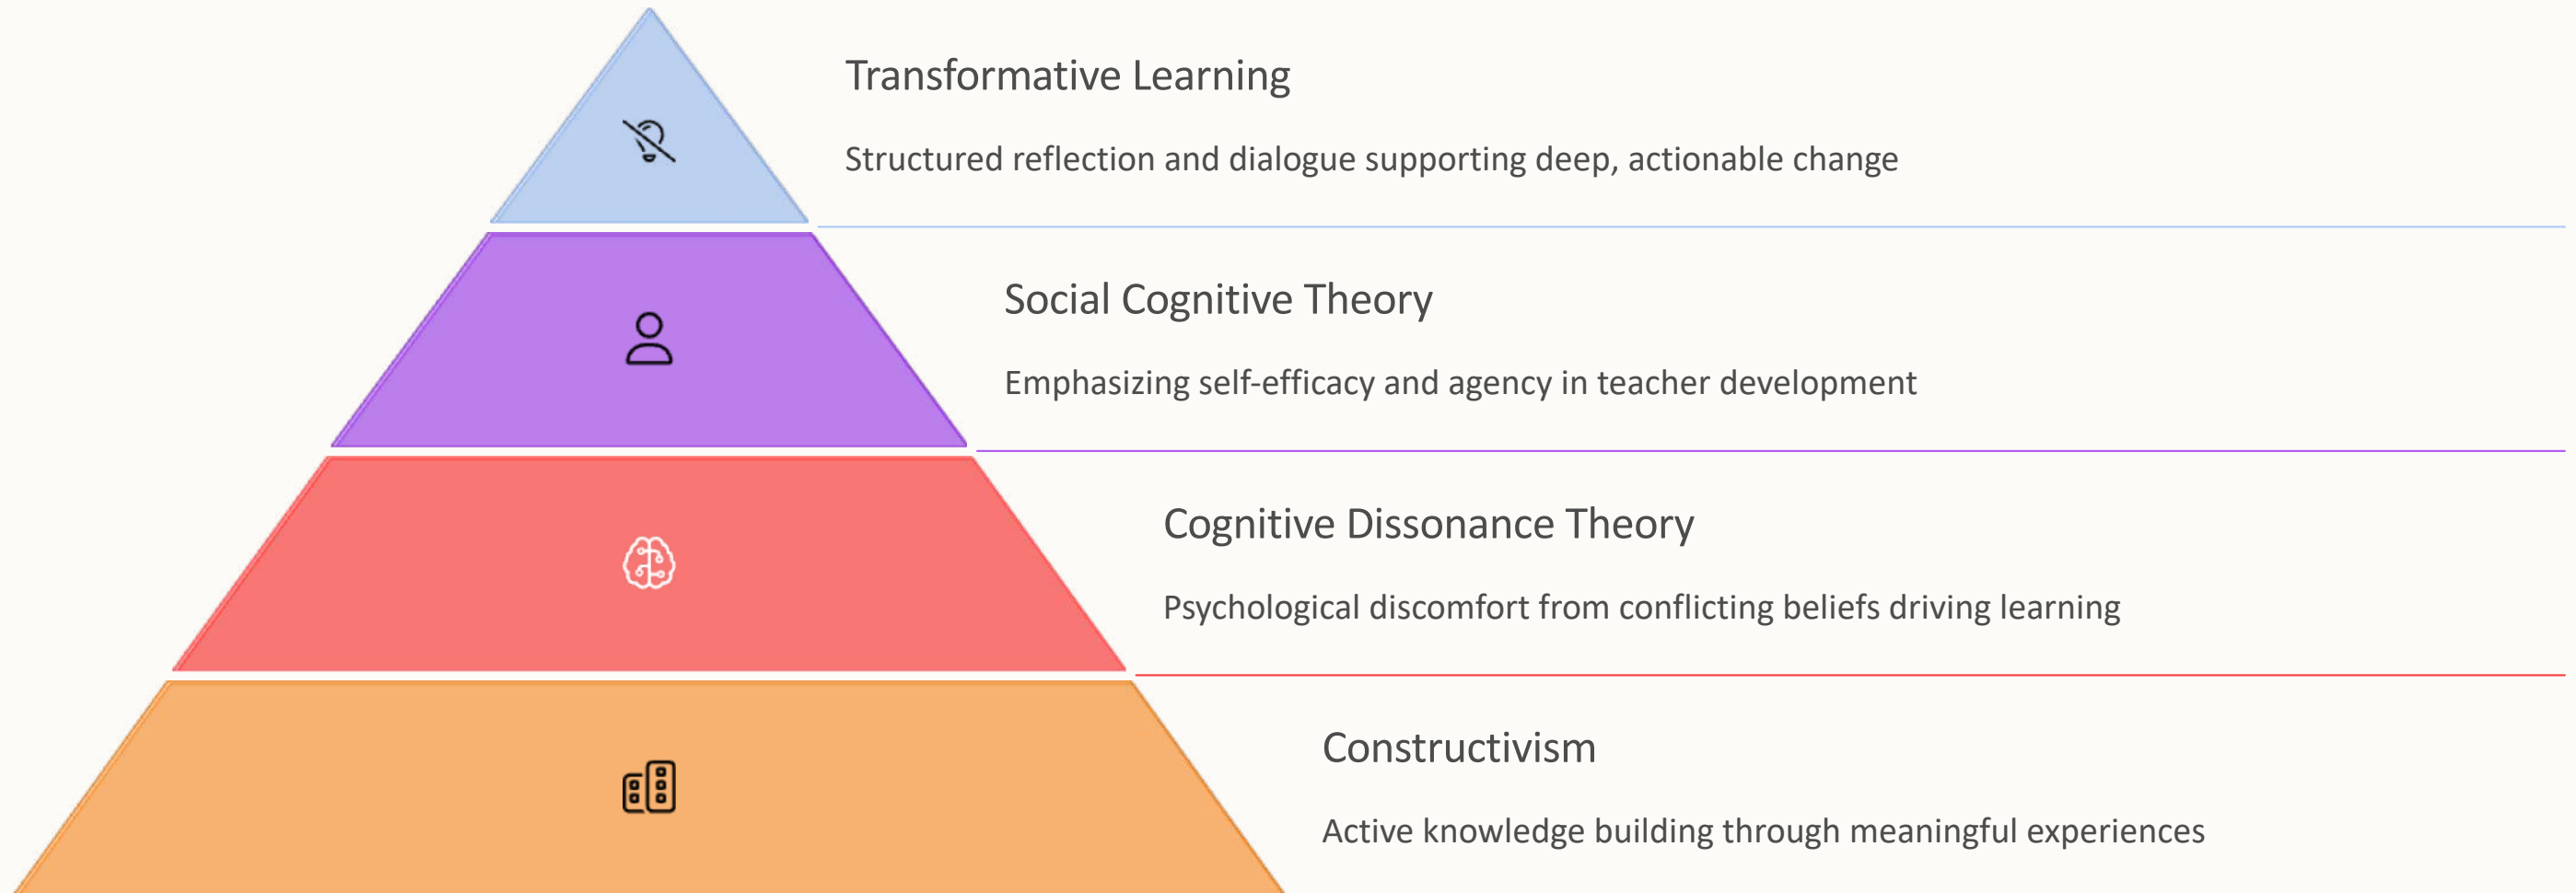 Transformative Learning
Structured reflection and dialogue supporting deep, actionable change
Social Cognitive Theory
Emphasizing self-efficacy and agency in teacher development
Cognitive Dissonance Theory
Psychological discomfort from conflicting beliefs driving learning
Constructivism
Active knowledge building through meaningful experiences